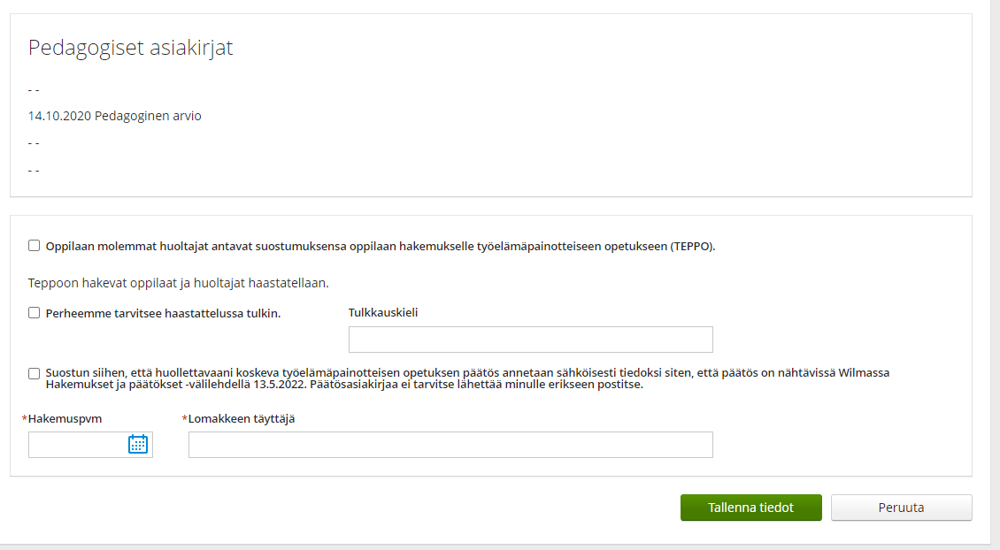 Pedagogiset asiakirjat
- -
14.10.2020 Pedagoginen arvio
- -
- -
Oppilaan molemmat huoltajat antavat suostumuksensa oppilaan hakemukselle työelämäpainotteiseen opetukseen (TEPPO).
Teppoon hakevat oppilaat ja huoltajat haastatellaan.
Perheemme tarvitsee haastattelussa tulkin.
Tulkkauskieli
Suostun siihen, että huollettavaani koskeva työelämäpainotteisen opetuksen päätös annetaan sähköisesti tiedoksi siten, että päätös on nähtävissä Wilmassa
Hakemukset ja päätökset -välilehdellä 13.5.2022. Päätösasiakirjaa ei tarvitse lähettää minulle erikseen postitse.
*Hakemuspvm
*Lomakkeen täyttäjä
Tallenna tiedot
Peruuta